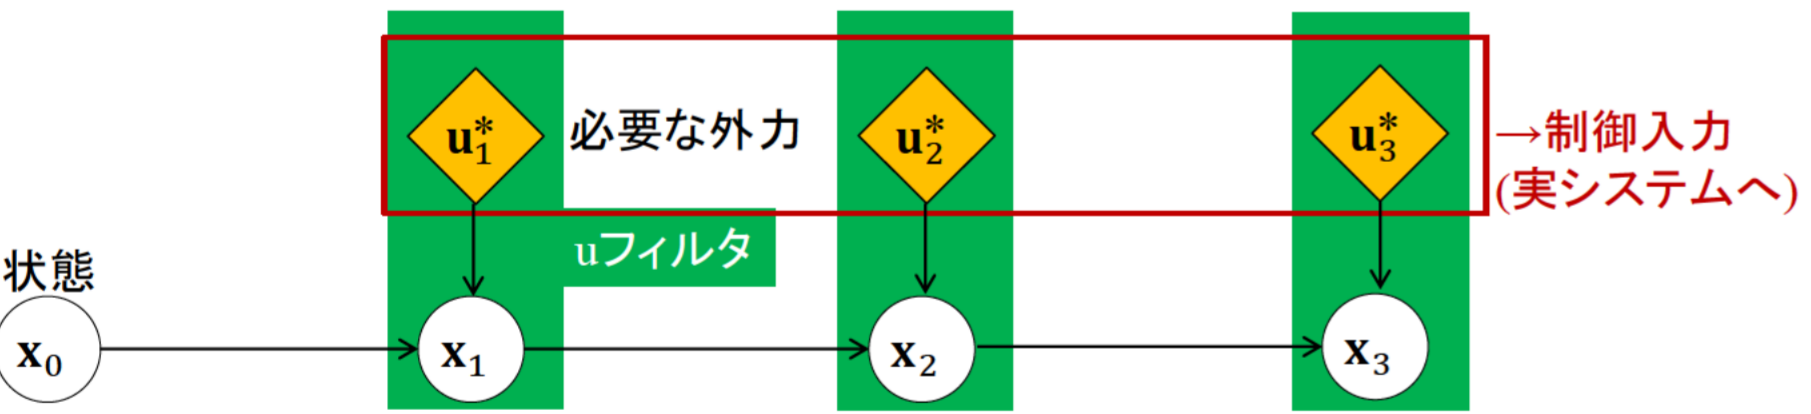 u₁* 必要な外力 u₂* u₃* →制御入力
(実システムへ)
uフィルタ
状態
x₀ x₁ x₂ x₃